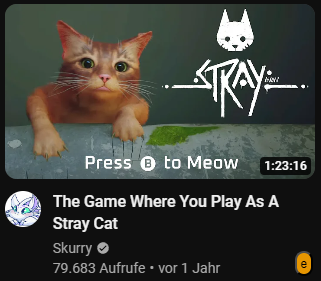 STRAY
Press B to Meow
1:23:16
The Game Where You Play As A
Stray Cat
Skurry
79.683 Aufrufe • vor 1 Jahr
e